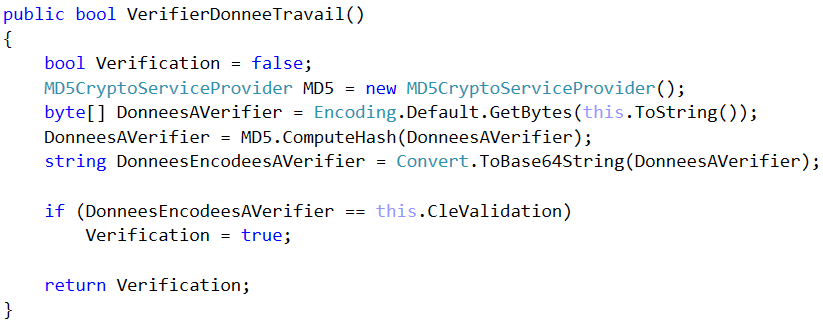 public bool VerifierDonneeTravail()
{
    bool Verification = false;
    MD5CryptoServiceProvider MD5 = new MD5CryptoServiceProvider();
    byte[] DonneesAVerifier = Encoding.Default.GetBytes(this.ToString());
    DonneesAVerifier = MD5.ComputeHash(DonneesAVerifier);
    string DonneesEncodeesAVerifier = Convert.ToBase64String(DonneesAVerifier);

    if (DonneesEncodeesAVerifier == this.CleValidation)
        Verification = true;

    return Verification;
}